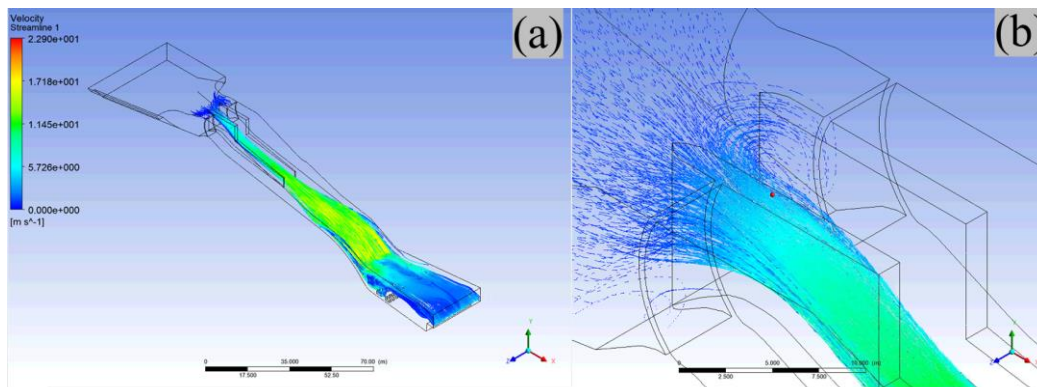 Velocity
Streamline 1
2.290e+001
1.718e+001
1.145e+001
5.726e+000
0.000e+000
[m s^-1]
(a)
0 35.000 70.00 (m)
17.500 52.50
Y
Z X
(b)
0 5.000 10.000 (m)
2.500 7.500
Y
Z X